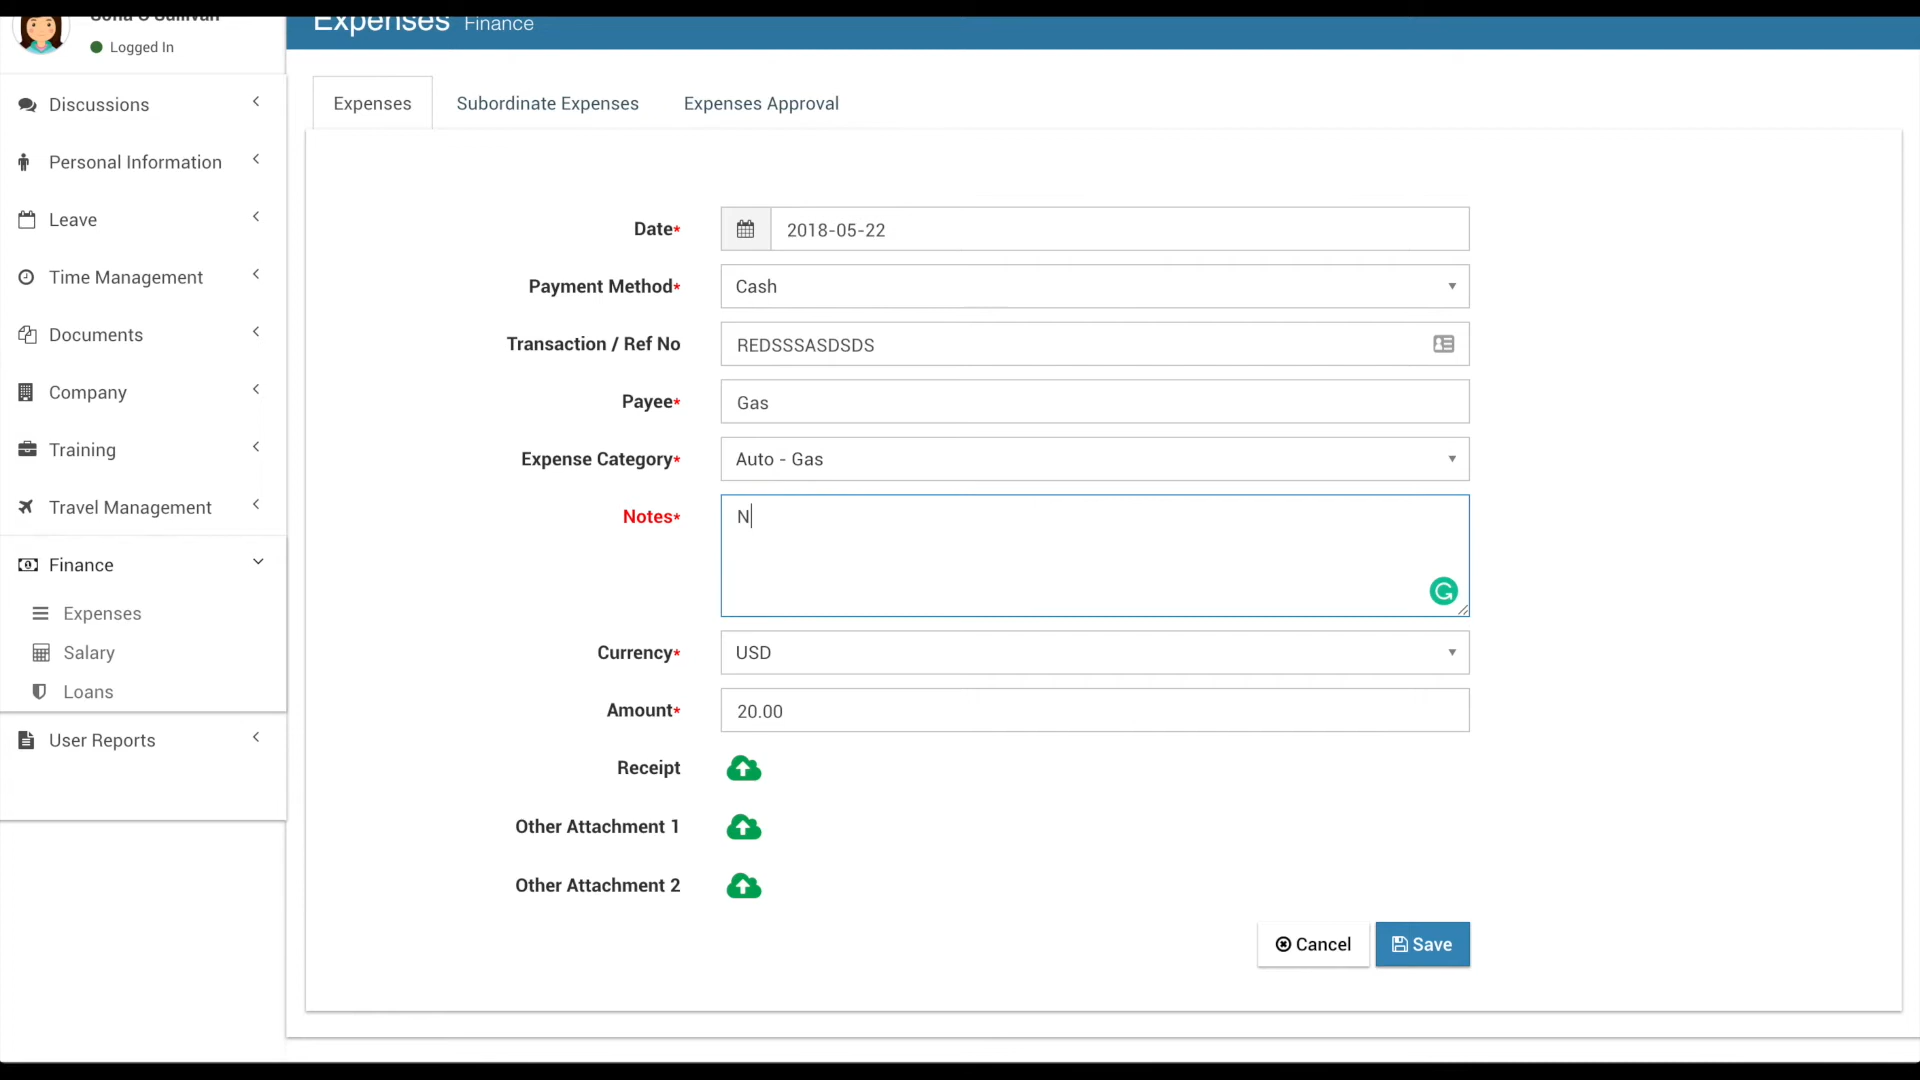 Sofia O'Sullivan
Logged In
Expenses Finance
Discussions
Personal Information
Leave
Time Management
Documents
Company
Training
Travel Management
Finance
Expenses
Salary
Loans
User Reports
Expenses
Subordinate Expenses
Expenses Approval
Date* 2018-05-22
Payment Method* Cash
Transaction / Ref No REDSSSASDSDS
Payee* Gas
Expense Category* Auto - Gas
Notes* N
Currency* USD
Amount* 20.00
Receipt
Other Attachment 1
Other Attachment 2
Cancel
Save